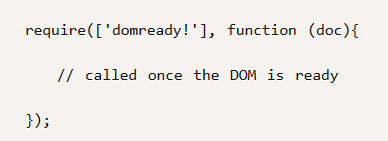 require(['domready!'], function (doc){
// called once the DOM is ready
});